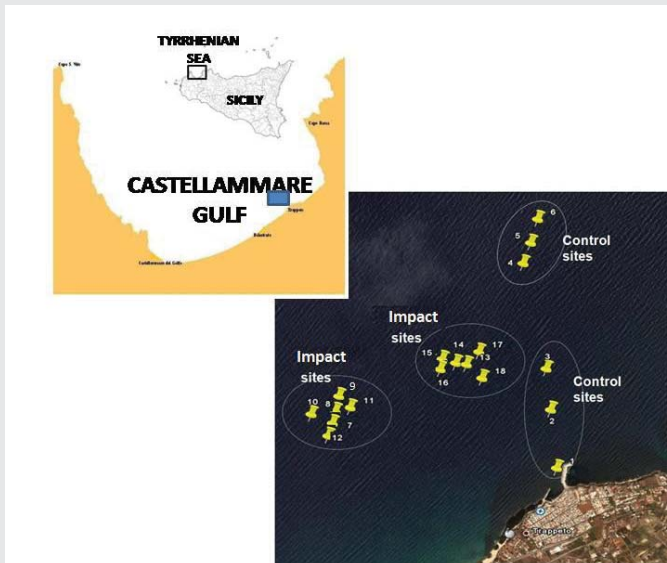 TYRRHENIAN
SEA
SICILY
CASTELLAMMARE
GULF
Trappeto
6
5
4
Control
sites
Impact
sites
15
14
17
13
16
18
3
Control
sites
2
1
Impact
sites
9
10
8
11
7
12
Trappeto